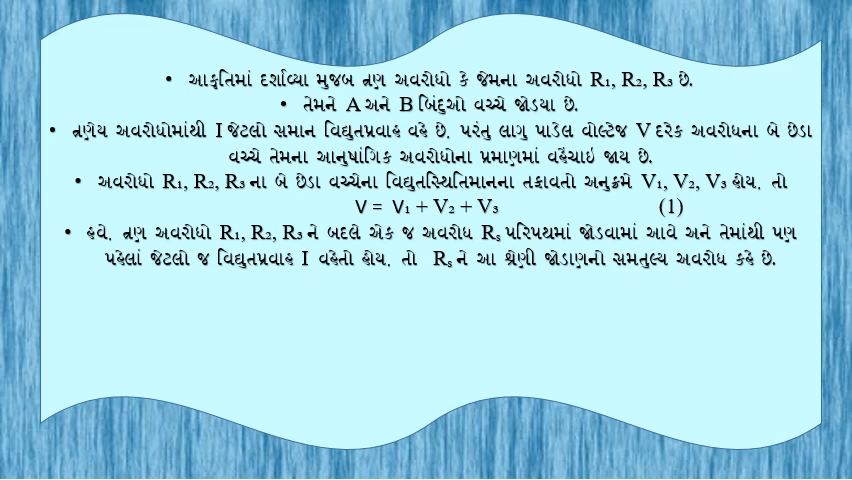 • આકૃતિમાં દર્શાવ્યા મુજબ ત્રણ અવરોધો કે જેમના અવરોધો R₁, R₂, R₃ છે.
• તેમને A અને B બિંદુઓ વચ્ચે જોડયા છે.
• ત્રણેય અવરોધોમાંથી I જેટલો સમાન વિદ્યુતપ્રવાહ વહે છે. પરંતુ લાગુ પાડેલ વોલ્ટેજ V દરેક અવરોધના બે છેડા
વચ્ચે તેમના આનુષાંગિક અવરોધોના પ્રમાણમાં વહેંચાઇ જાય છે.
• અવરોધો R₁, R₂, R₃ ના બે છેડા વચ્ચેના વિદ્યુતસ્થિતિમાનના તફાવતો અનુક્રમે V₁, V₂, V₃ હોય. તો
V = V₁ + V₂ + V₃ (1)
• હવે. ત્રણ અવરોધો R₁, R₂, R₃ ને બદલે એક જ અવરોધ Rₛ પરિપથમાં જોડવામાં આવે અને તેમાંથી પણ
પહેલાં જેટલો જ વિદ્યુતપ્રવાહ I વહેતો હોય. તો Rₛ ને આ શ્રેણી જોડાણનો સમતુલ્ય અવરોધ કહે છે.